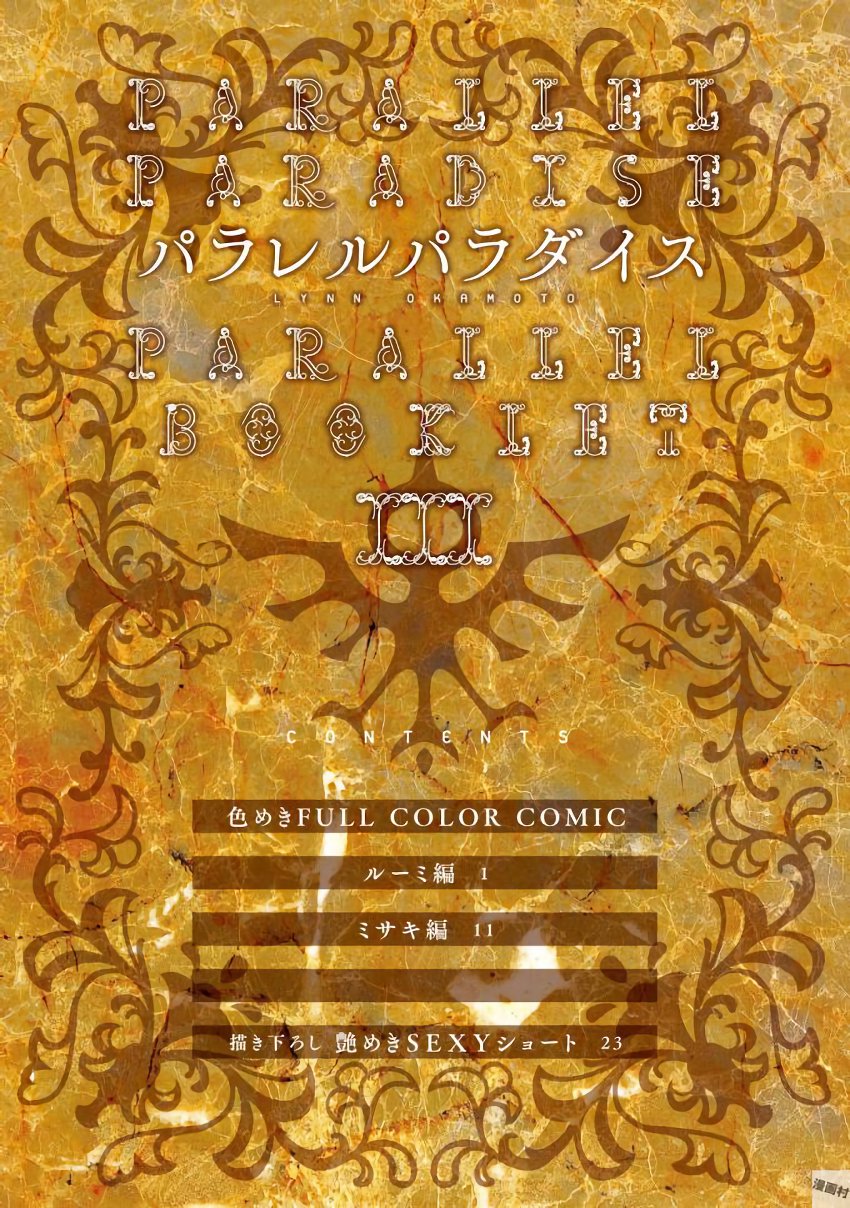 PARALLEL
PARADISE
パラレルパラダイス
LYNN OKAMOTO
PARALLEL
BOOKLET
III
CONTENTS
色めきFULL COLOR COMIC
ルーミ編 1
ミサキ編 11
描き下ろし 艶めきSEXYショート 23
漫画村